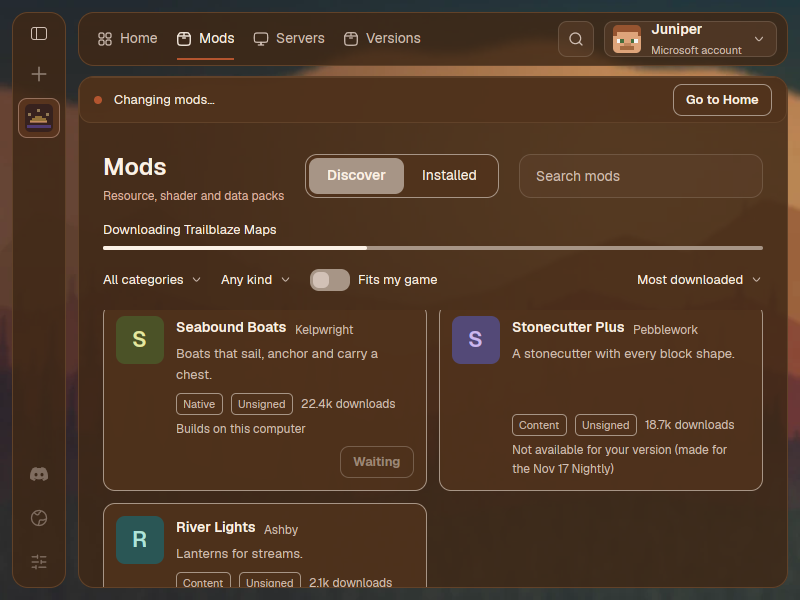 Home
Mods
Servers
Versions
Juniper
Microsoft account
Changing mods...
Go to Home
Mods
Resource, shader and data packs
Discover
Installed
Search mods
Downloading Trailblaze Maps
All categories
Any kind
Fits my game
Most downloaded
S
Seabound Boats Kelpwright
Boats that sail, anchor and carry a
chest.
Native Unsigned 22.4k downloads
Builds on this computer
Waiting
S
Stonecutter Plus Pebblework
A stonecutter with every block shape.
Content Unsigned 18.7k downloads
Not available for your version (made for
the Nov 17 Nightly)
R
River Lights Ashby
Lanterns for streams.
Content Unsigned 2.1k downloads